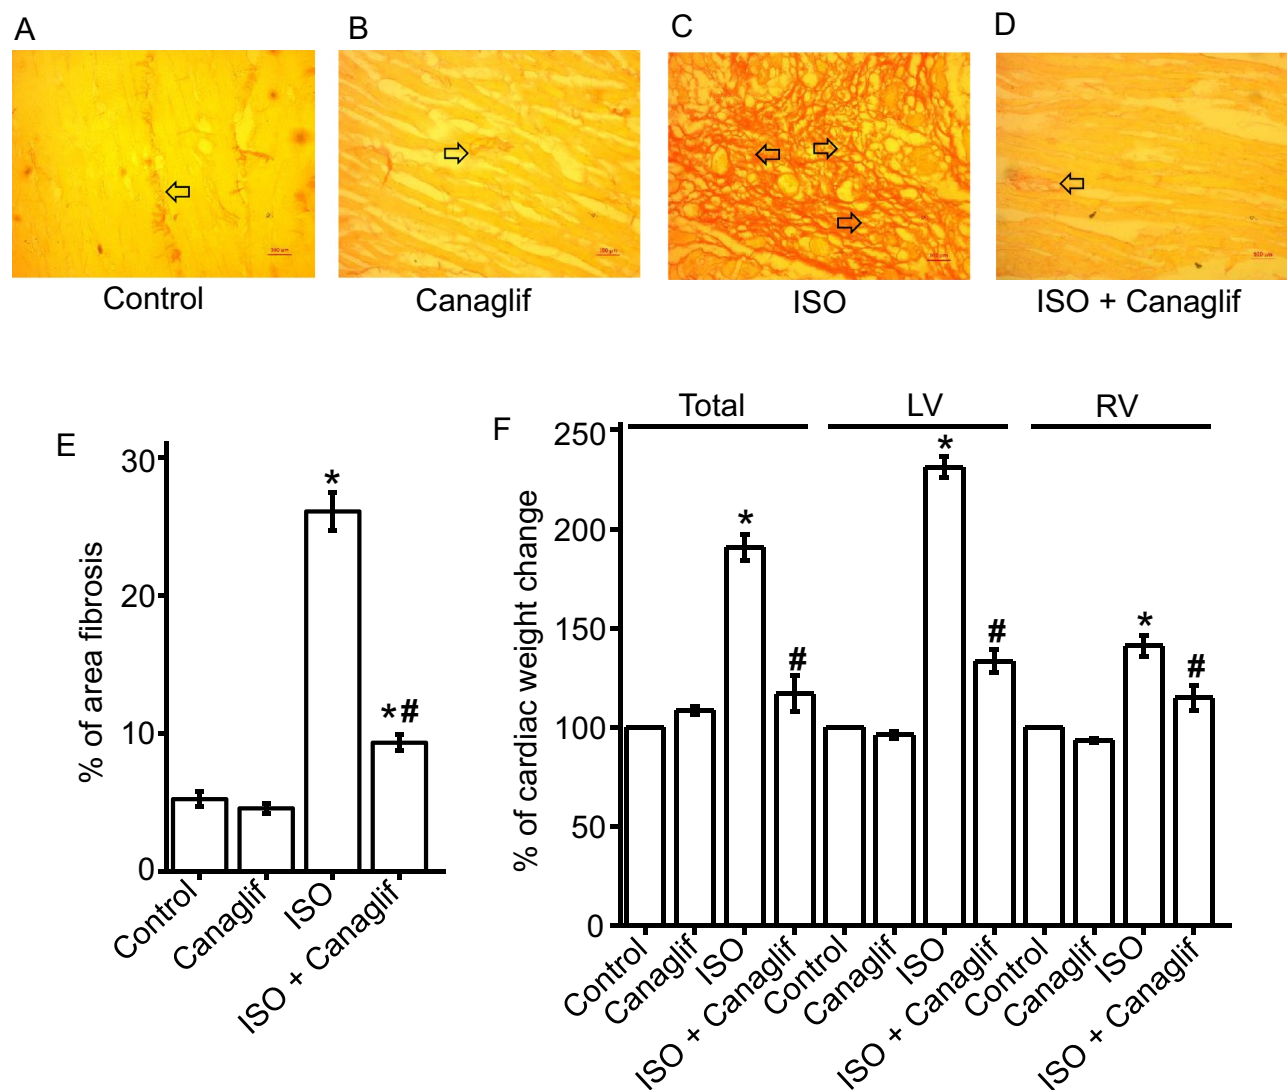 A
B
C
D
Control
Canaglif
ISO
ISO + Canaglif
E
% of area fibrosis
30
20
10
0
*
*#
Control
Canaglif
ISO
ISO + Canaglif
F
Total
LV
RV
% of cardiac weight change
250
200
150
100
50
0
*
#
*
#
*
#
Control
Canaglif
ISO
ISO + Canaglif
Control
Canaglif
ISO
ISO + Canaglif
Control
Canaglif
ISO
ISO + Canaglif